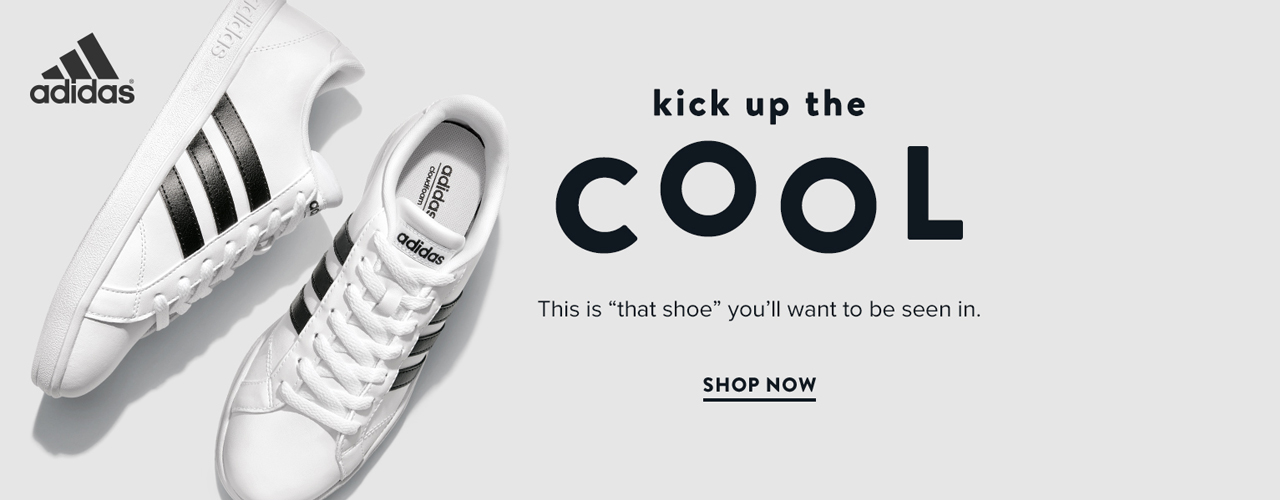 adidas
adidas
adidas
cloudfoam
adidas
kick up the
COOL
This is “that shoe” you’ll want to be seen in.
SHOP NOW